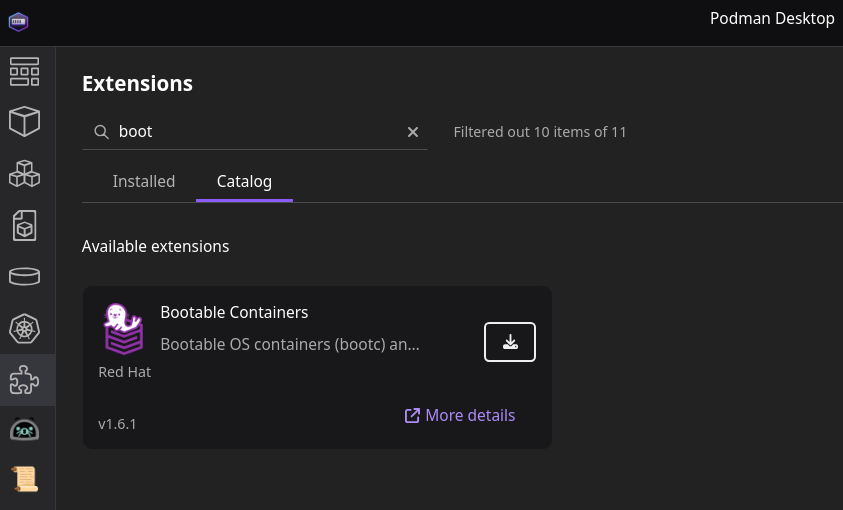 Podman Desktop
Extensions
boot
Filtered out 10 items of 11
Installed Catalog
Available extensions
Bootable Containers
Bootable OS containers (bootc) an...
Red Hat
More details
v1.6.1